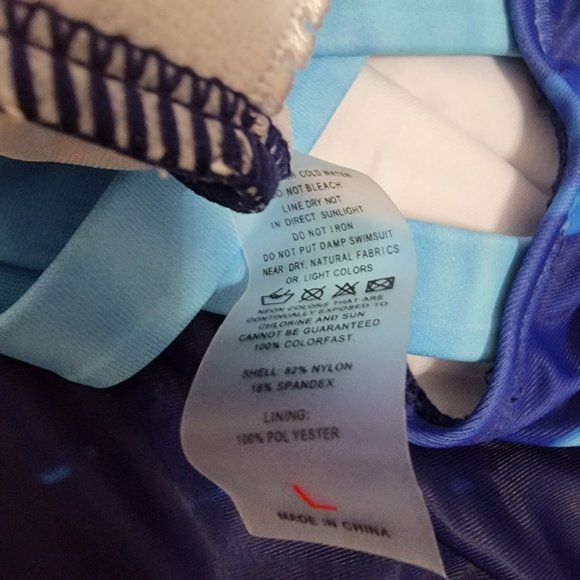 COLD WATER
DO NOT BLEACH
LINE DRY NOT
IN DIRECT SUNLIGHT
DO NOT IRON
DO NOT PUT DAMP SWIMSUIT
NEAR DRY, NATURAL FABRICS
OR LIGHT COLORS
NEON COLORS THAT ARE
CONTINUALLY EXPOSED TO
CHLORINE AND SUN
CANNOT BE GUARANTEED
100% COLORFAST
SHELL: 82% NYLON
18% SPANDEX
LINING:
100% POLYESTER
L
MADE IN CHINA